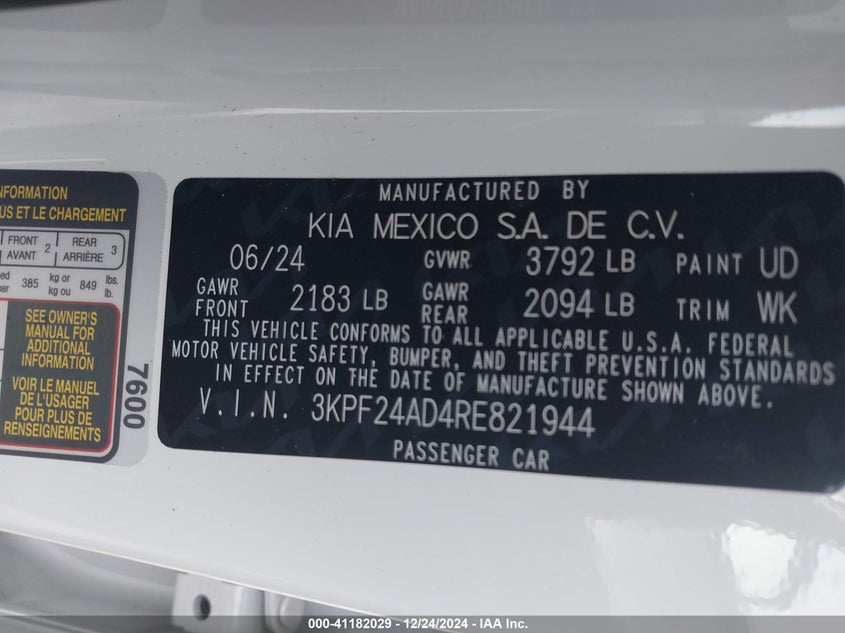 NFORMATION
US ET LE CHARGEMENT
FRONT 2 REAR 3
AVANT ARRIÈRE
385 kg or 849 lbs.
kg ou lb.
SEE OWNER'S
MANUAL FOR
ADDITIONAL
INFORMATION
VOIR LE MANUEL
DE L'USAGER
POUR PLUS DE
RENSEIGNEMENTS
7600
MANUFACTURED BY
KIA MEXICO S.A. DE C.V.
06/24 GVWR 3792 LB PAINT UD
GAWR FRONT 2183 LB GAWR REAR 2094 LB TRIM WK
THIS VEHICLE CONFORMS TO ALL APPLICABLE U.S.A. FEDERAL
MOTOR VEHICLE SAFETY, BUMPER, AND THEFT PREVENTION STANDARDS
IN EFFECT ON THE DATE OF MANUFACTURE SHOWN ABOVE.
V.I.N. 3KPF24AD4RE821944
PASSENGER CAR
000-41182029 - 12/24/2024 - IAA Inc.